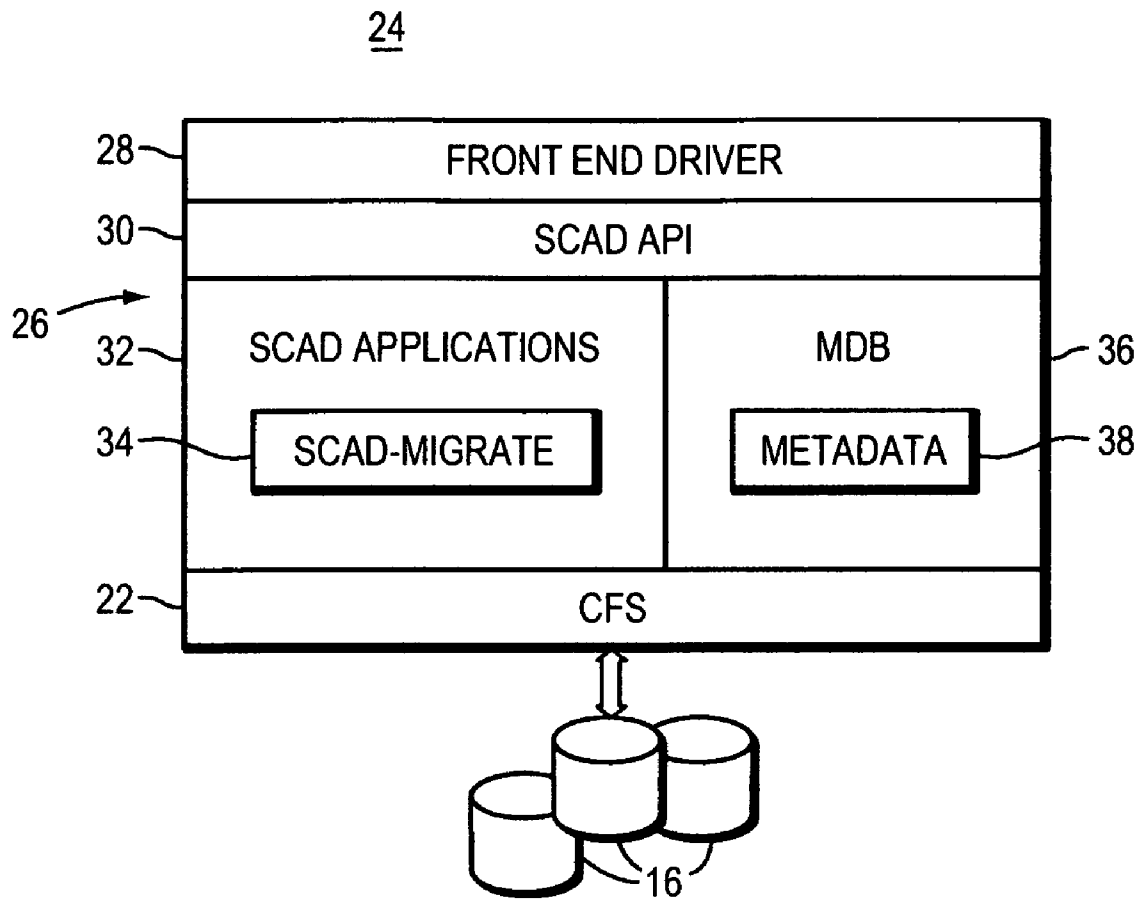 24
28
FRONT END DRIVER
30
SCAD API
26
32
SCAD APPLICATIONS
MDB
36
34
SCAD-MIGRATE
METADATA
38
22
CFS
16